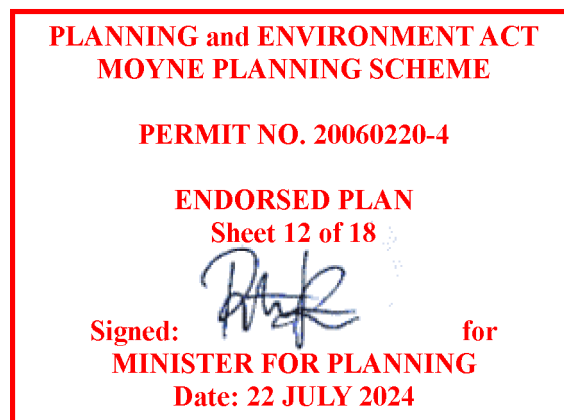 PLANNING and ENVIRONMENT ACT
MOYNE PLANNING SCHEME
PERMIT NO. 20060220-4
ENDORSED PLAN
Sheet 12 of 18
Signed: for
MINISTER FOR PLANNING
Date: 22 JULY 2024